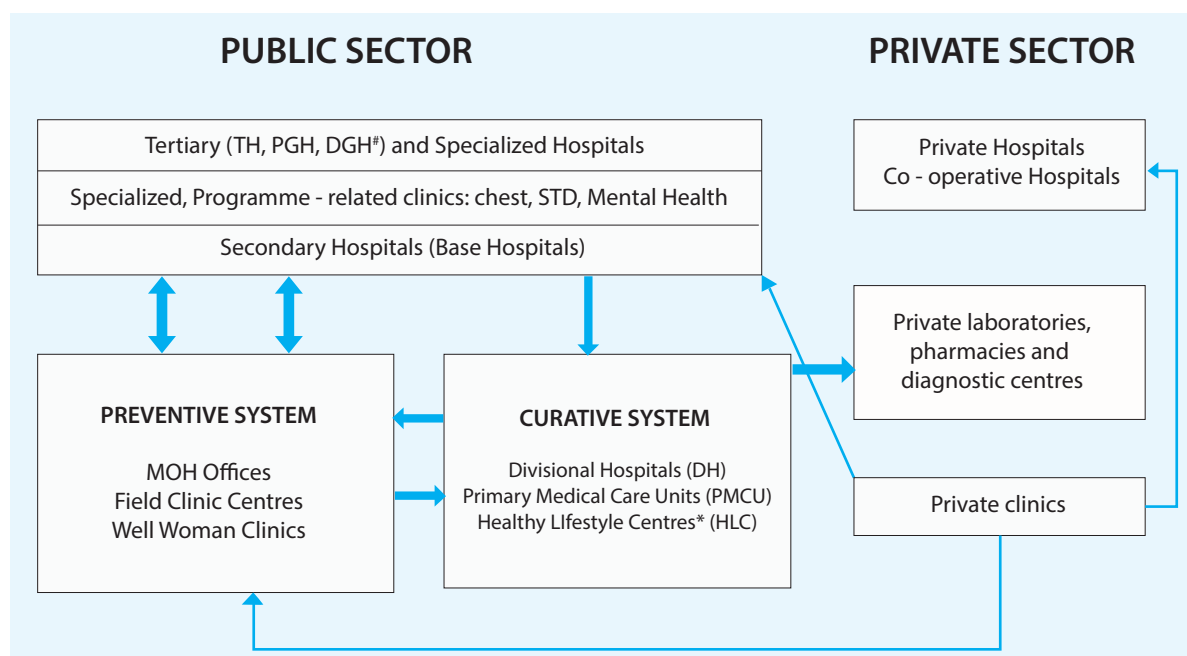 PUBLIC SECTOR
PRIVATE SECTOR
Tertiary (TH, PGH, DGH#) and Specialized Hospitals
Specialized, Programme - related clinics: chest, STD, Mental Health
Secondary Hospitals (Base Hospitals)
PREVENTIVE SYSTEM
MOH Offices
Field Clinic Centres
Well Woman Clinics
CURATIVE SYSTEM
Divisional Hospitals (DH)
Primary Medical Care Units (PMCU)
Healthy LIfestyle Centres* (HLC)
Private Hospitals
Co - operative Hospitals
Private laboratories,
pharmacies and
diagnostic centres
Private clinics